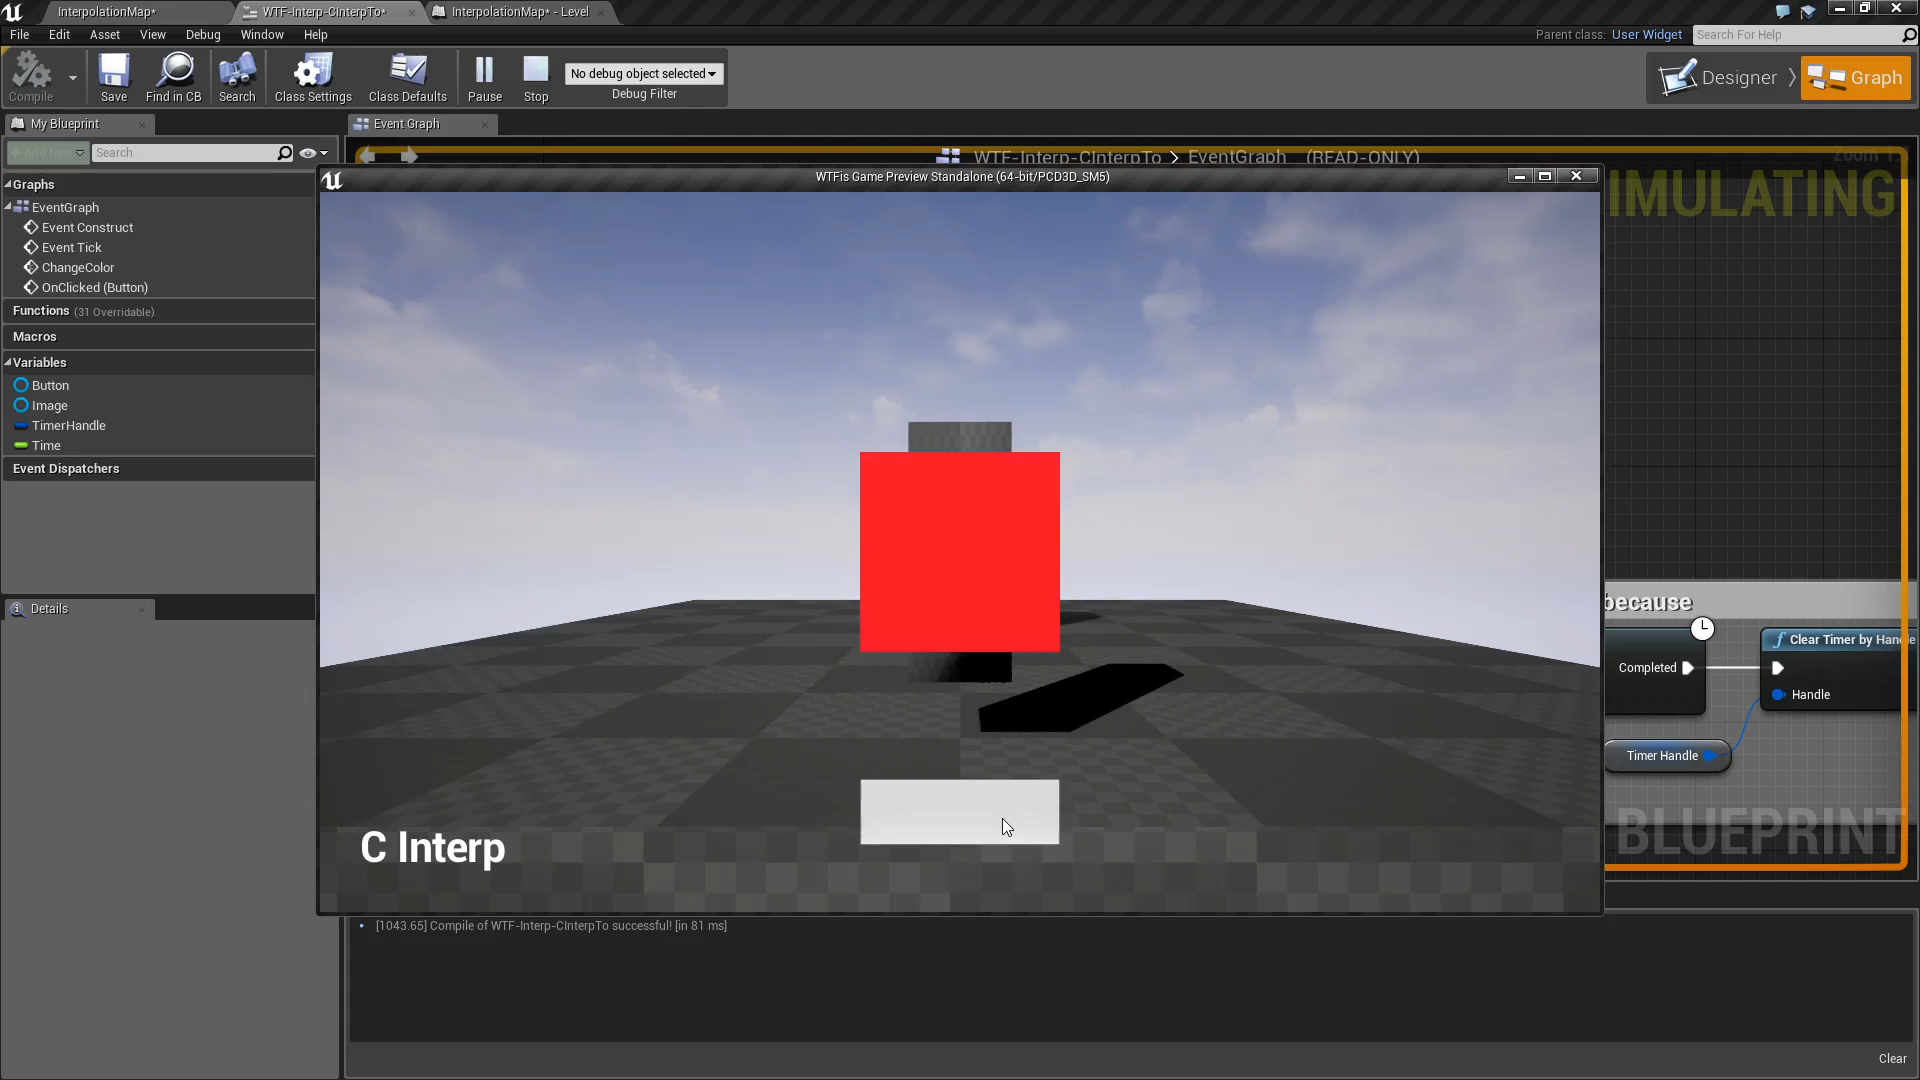 InterpolationMap*
WTF-Interp-CInterpTo*
InterpolationMap* - Level
File Edit Asset View Debug Window Help
Parent class: User Widget
Search For Help
Compile
Save
Find in CB
Search
Class Settings
Class Defaults
Pause
Stop
No debug object selected
Debug Filter
Designer
Graph
My Blueprint
Event Graph
+ Add New
Search
WTF-Interp-CInterpTo > EventGraph (READ-ONLY)
WTFis Game Preview Standalone (64-bit/PCD3D_SM5)
IMULATING
Graphs
EventGraph
Event Construct
Event Tick
ChangeColor
OnClicked (Button)
Functions (31 Overridable)
Macros
Variables
Button
Image
TimerHandle
Time
Event Dispatchers
Details
because
Clear Timer by Handle
Completed
Handle
Timer Handle
BLUEPRINT
C Interp
[1043.65] Compile of WTF-Interp-CInterpTo successful! [in 81 ms]
Clear